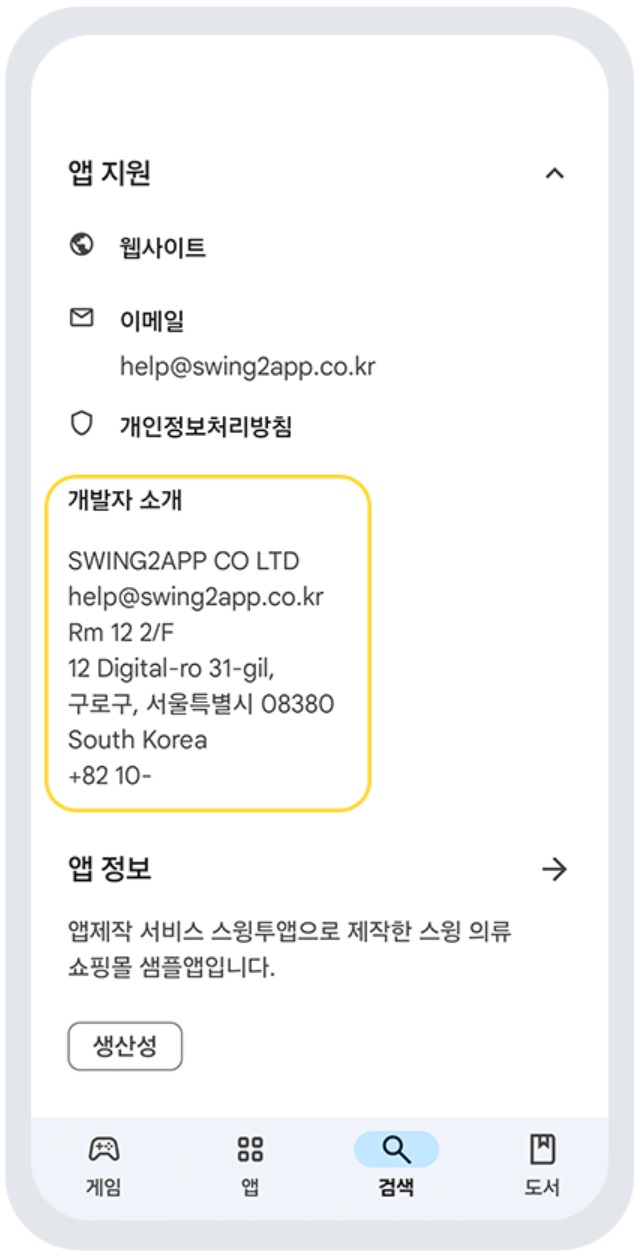 앱 지원
웹사이트
이메일
help@swing2app.co.kr
개인정보처리방침
개발자 소개
SWING2APP CO LTD
help@swing2app.co.kr
Rm 12 2/F
12 Digital-ro 31-gil,
구로구, 서울특별시 08380
South Korea
+82 10-
앱 정보
앱제작 서비스 스윙투앱으로 제작한 스윙 의류
쇼핑몰 샘플앱입니다.
생산성
게임 앱 검색 도서